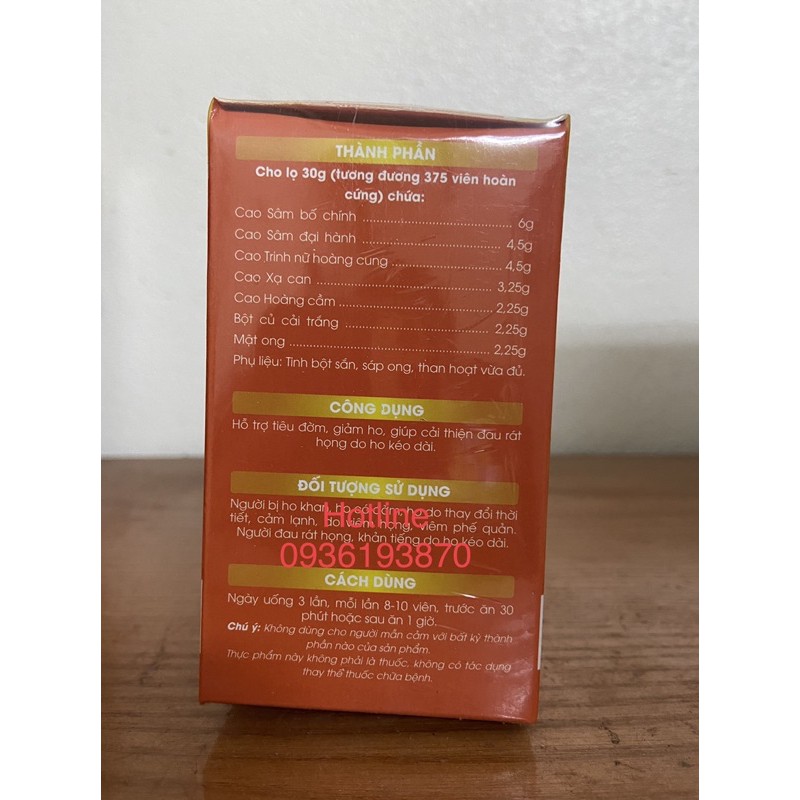 THÀNH PHẦN
Cho lọ 30g (tương đương 375 viên hoàn
cứng) chứa:
Cao Sâm bố chính ........................................ 6g
Cao Sâm đại hành ........................................ 4,5g
Cao Trinh nữ hoàng cung ........................................ 4,5g
Cao Xạ can ........................................ 3,25g
Cao Hoàng cầm ........................................ 2,25g
Bột củ cải trắng ........................................ 2,25g
Mật ong ........................................ 2,25g
Phụ liệu: Tinh bột sắn, sáp ong, than hoạt vừa đủ.
CÔNG DỤNG
Hỗ trợ tiêu đờm, giảm ho, giúp cải thiện đau rát
họng do ho kéo dài.
ĐỐI TƯỢNG SỬ DỤNG
Người bị ho khan, ho có đờm, ho do thay đổi thời
Hotline
tiết, cảm lạnh, do viêm họng, viêm phế quản.
Người đau rát họng, khản tiếng do ho kéo dài.
0936193870
CÁCH DÙNG
Ngày uống 3 lần, mỗi lần 8-10 viên, trước ăn 30
phút hoặc sau ăn 1 giờ.
Chú ý: Không dùng cho người mẫn cảm với bất kỳ thành
phần nào của sản phẩm.
Thực phẩm này không phải là thuốc, không có tác dụng
thay thế thuốc chữa bệnh.